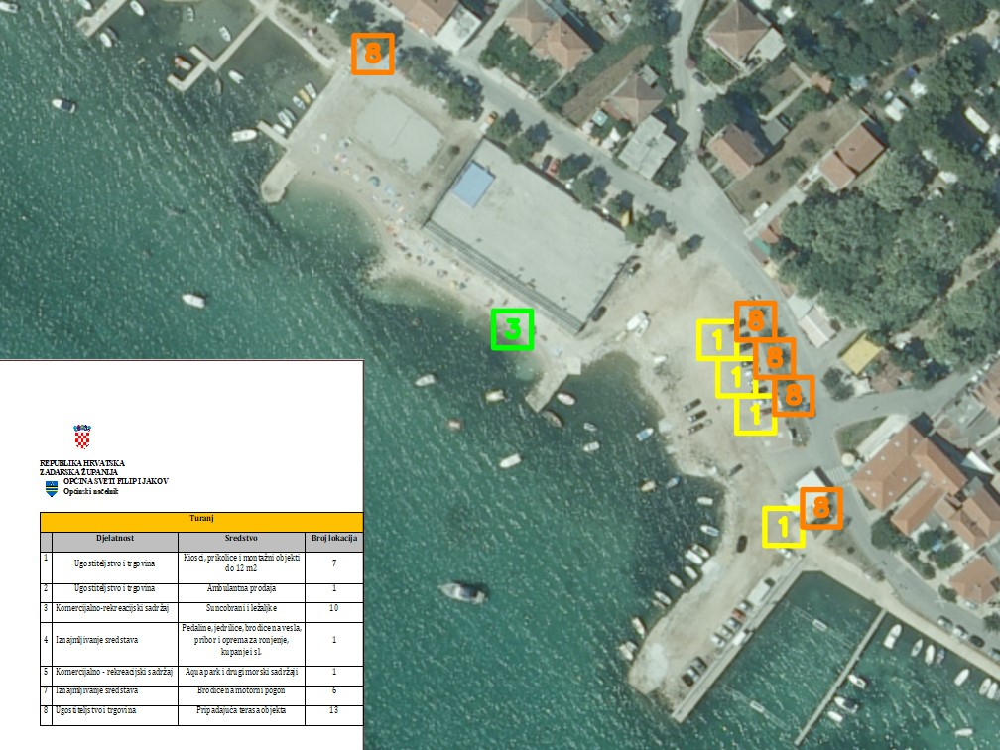 8
3
8
1
8
1
8
1
8
1
REPUBLIKA HRVATSKA
ZADARSKA ŽUPANIJA
OPĆINA SVETI FILIP I JAKOV
Općinski načelnik
Turanj
Djelatnost Sredstvo Broj lokacija
1 Ugostiteljstvo i trgovina Kiosci, prikolice i montažni objekti do 12 m2 7
2 Ugostiteljstvo i trgovina Ambulantna prodaja 1
3 Komercijalno-rekreacijski sadržaj Suncobrani i ležaljke 10
4 Iznajmljivanje sredstava Pedaline, jedrilice, brodice na vesla, pribor i oprema za ronjenje, kupanje i sl. 1
5 Komercijalno - rekreacijski sadržaj Aqua park i drugi morski sadržaji 1
7 Iznajmljivanje sredstava Brodice na motorni pogon 6
8 Ugostiteljstvo i trgovina Pripadajuća terasa objekta 13